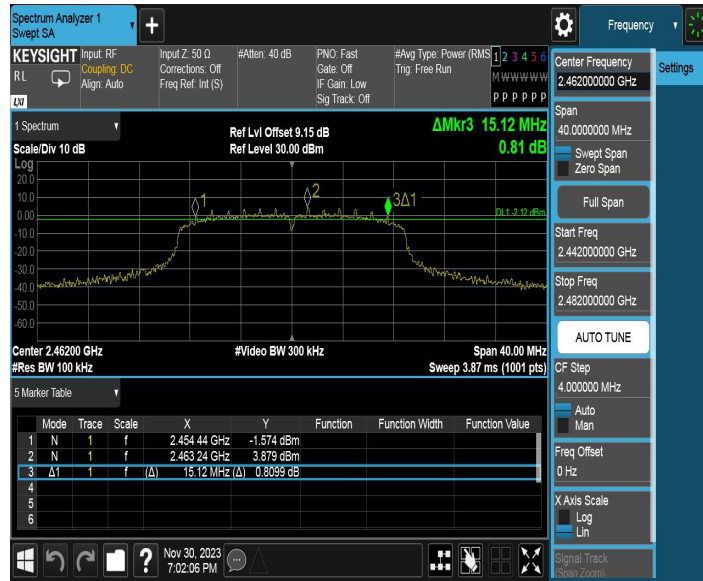 Spectrum Analyzer 1
Swept SA
+
Frequency
KEYSIGHT
RL
LXI
Input: RF
Coupling: DC
Align: Auto
Input Z: 50 Ω
Corrections: Off
Freq Ref: Int (S)
#Atten: 40 dB
PNO: Fast
Gate: Off
IF Gain: Low
Sig Track: Off
#Avg Type: Power (RMS
Trig: Free Run
1 2 3 4 5 6
M W W W W W
P P P P P P
Center Frequency
2.462000000 GHz
Settings
Span
40.0000000 MHz
Swept Span
Zero Span
Full Span
Start Freq
2.442000000 GHz
Stop Freq
2.482000000 GHz
AUTO TUNE
CF Step
4.000000 MHz
Auto
Man
Freq Offset
0 Hz
X Axis Scale
Log
Lin
Signal Track
(Span Zoom)
1 Spectrum
Scale/Div 10 dB
Log
Ref Lvl Offset 9.15 dB
Ref Level 30.00 dBm
ΔMkr3 15.12 MHz
0.81 dB
20.0
10.0
0.00
-10.0
-20.0
-30.0
-40.0
-50.0
-60.0
1
2
3Δ1
DL1 -2.12 dBm
Center 2.46200 GHz
#Res BW 100 kHz
#Video BW 300 kHz
Span 40.00 MHz
Sweep 3.87 ms (1001 pts)
5 Marker Table
Mode Trace Scale X Y Function Function Width Function Value
1 N 1 f 2.454 44 GHz -1.574 dBm
2 N 1 f 2.463 24 GHz 3.879 dBm
3 Δ1 1 f (Δ) 15.12 MHz (Δ) 0.8099 dB
4
5
6
?
Nov 30, 2023
7:02:06 PM